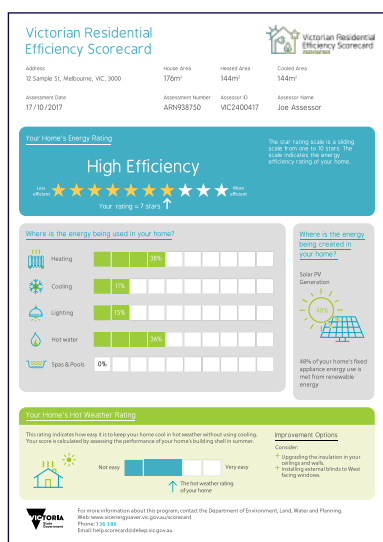 Victorian Residential
Efficiency Scorecard
Victorian Residential
Efficiency Scorecard
Address
House Area
Heated Area
Cooled Area
12 Sample St, Melbourne, VIC, 3000
176m²
144m²
144m²
Assessment Date
Assessment Number
Assessor ID
Assessor Name
17/10/2017
ARN938750
VIC2400417
Joe Assessor
Your Home's Energy Rating
The star rating scale is a sliding
scale from one to 10 stars. The
scale indicates the energy
efficiency rating of your home.
High Efficiency
Less
efficient
More
efficient
Your rating = 7 stars
Where is the energy being used in your home?
Heating
38%
Cooling
11%
Lighting
15%
Hot water
36%
Spas & Pools
0%
Where is the energy
being created in
your home?
Solar PV
Generation
48%
48% of your home's fixed
appliance energy use is
met from renewable
energy
Your Home's Hot Weather Rating
This rating indicates how easy it is to keep your home cool in hot weather without using cooling.
Your score is calculated by assessing the performance of your home's building shell in summer.
Not easy
Very easy
The hot weather rating
of your home
Improvement Options
Consider:
+ Upgrading the insulation in your
ceilings and walls.
+ Installing external blinds to West
facing windows.
VICTORIA
State
Government
For more information about this program, contact the Department of Environment, Land, Water and Planning.
Web: www.vicenergysaver.vic.gov.au/scorecard
Phone: 136 186
Email: help.scorecard@delwp.vic.gov.au